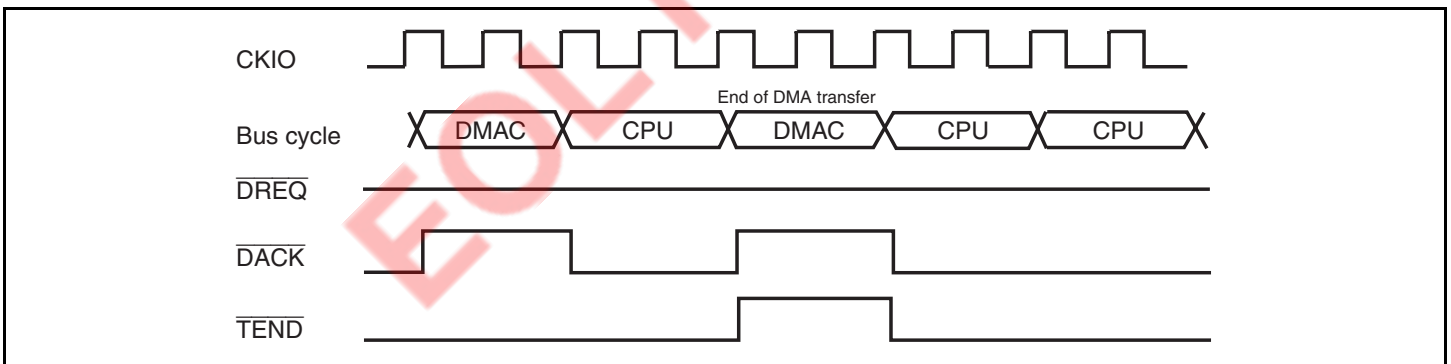 CKIO
End of DMA transfer
Bus cycle DMAC CPU DMAC CPU CPU
DREQ
DACK
TEND
EOL